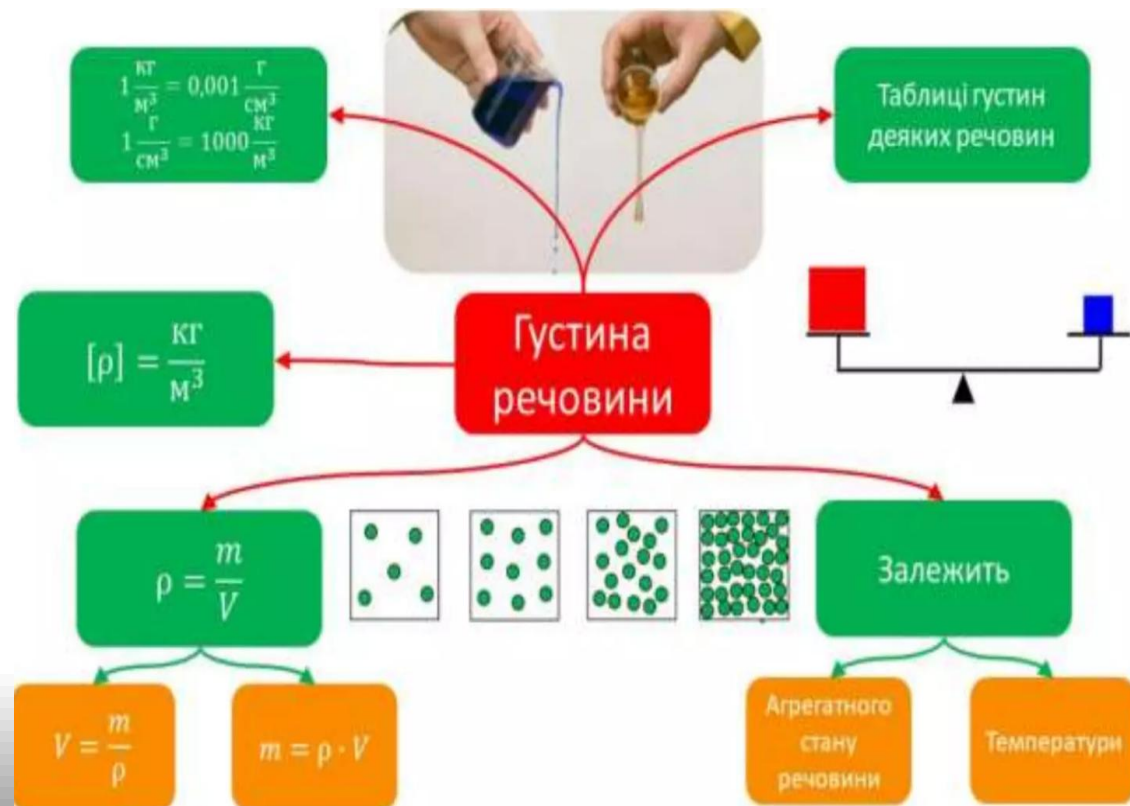 1 кг/м³ = 0,001 г/см³
1 г/см³ = 1000 кг/м³
Таблиці густин
деяких речовин
[ρ] = кг/м³
Густина
речовини
ρ = m/V
Залежить
V = m/ρ
m = ρ · V
Агрегатного
стану
речовини
Температури